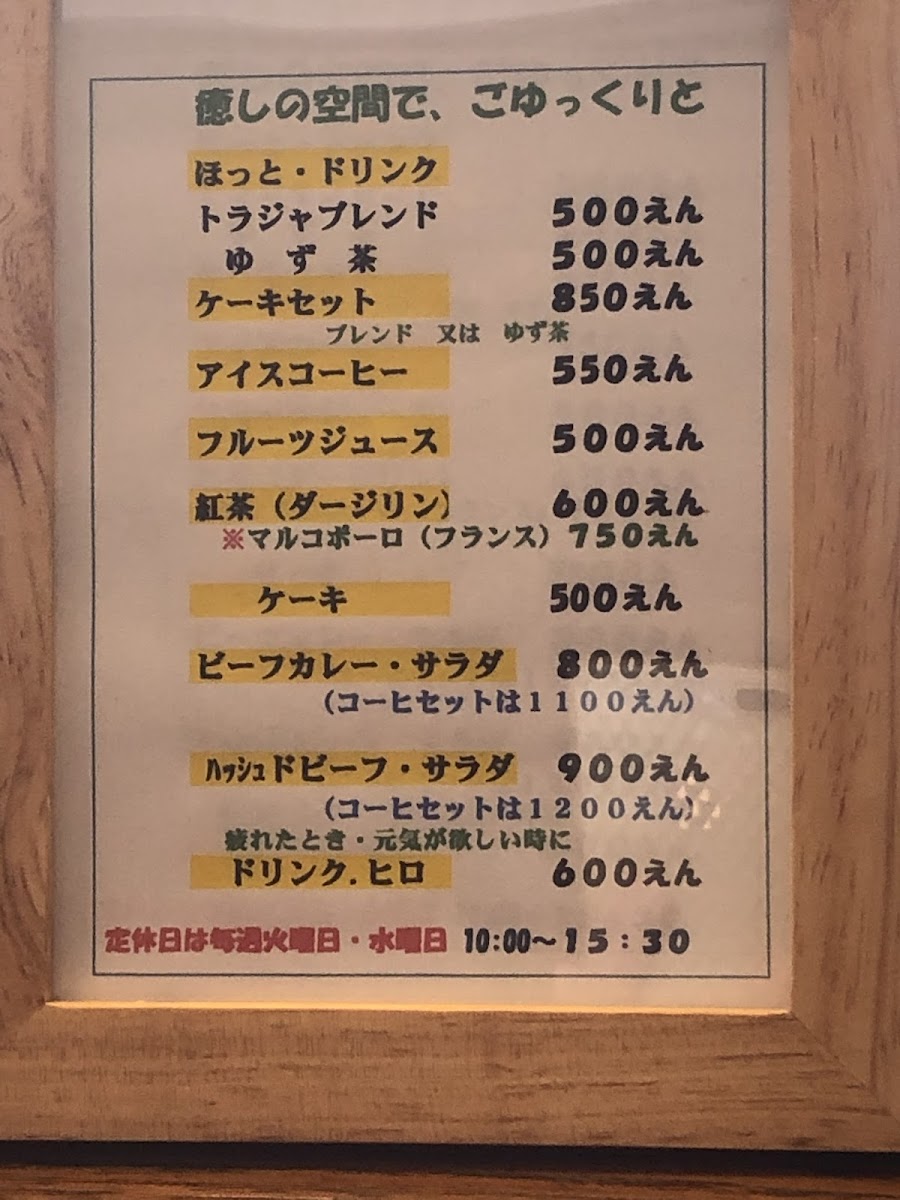 癒しの空間で、ごゆっくりと
ほっと・ドリンク
トラジャブレンド 500えん
ゆ ず 茶 500えん
ケーキセット 850えん
ブレンド 又は ゆず茶
アイスコーヒー 550えん
フルーツジュース 500えん
紅茶（ダージリン） 600えん
※マルコポーロ（フランス）750えん
ケーキ 500えん
ビーフカレー・サラダ 800えん
（コーヒセットは１１００えん）
ﾊｯｼｭドビーフ・サラダ 900えん
（コーヒセットは１２００えん）
疲れたとき・元気が欲しい時に
ドリンク.ヒロ 600えん
定休日は毎週火曜日・水曜日 10:00～15：30